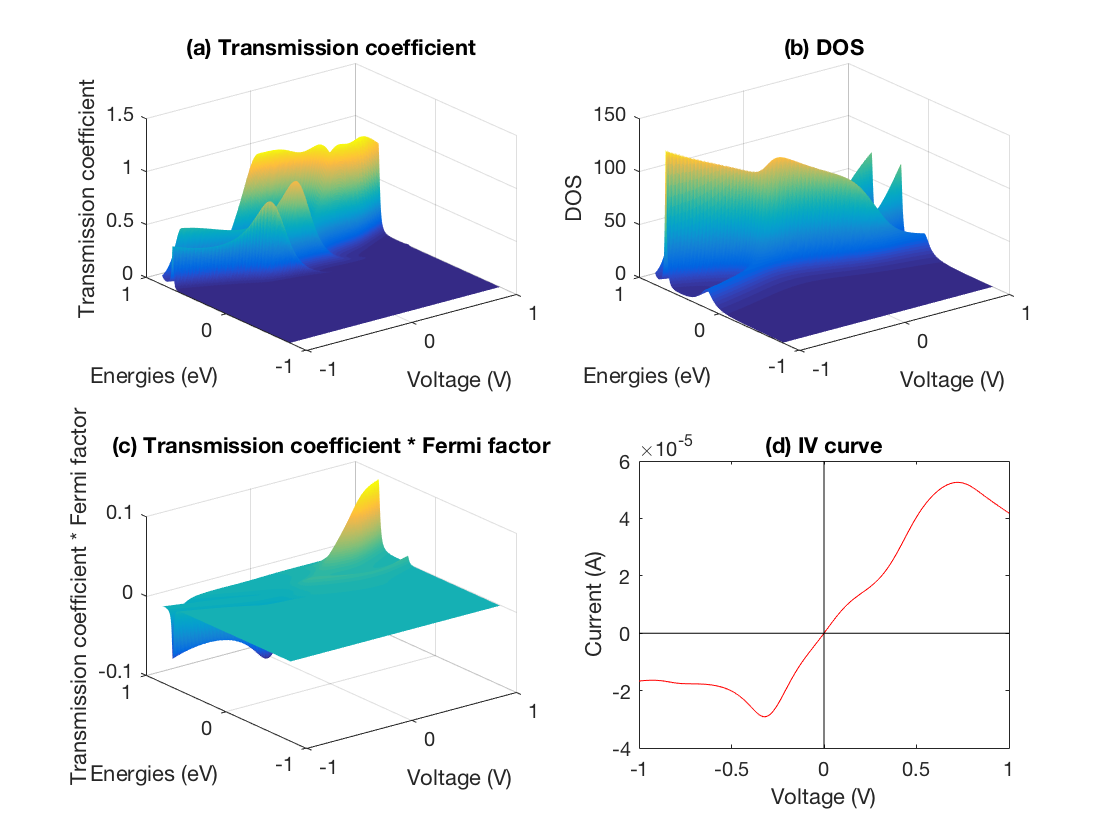 (a) Transmission coefficient
Transmission coefficient
1.5
1
0.5
0
1
0
-1
Energies (eV)
-1
0
1
Voltage (V)
(b) DOS
DOS
150
100
50
0
1
0
-1
Energies (eV)
-1
0
1
Voltage (V)
(c) Transmission coefficient * Fermi factor
Transmission coefficient * Fermi factor
0.1
0
-0.1
1
0
-1
Energies (eV)
-1
0
1
Voltage (V)
(d) IV curve
×10-5
Current (A)
6
4
2
0
-2
-4
-1
-0.5
0
0.5
1
Voltage (V)